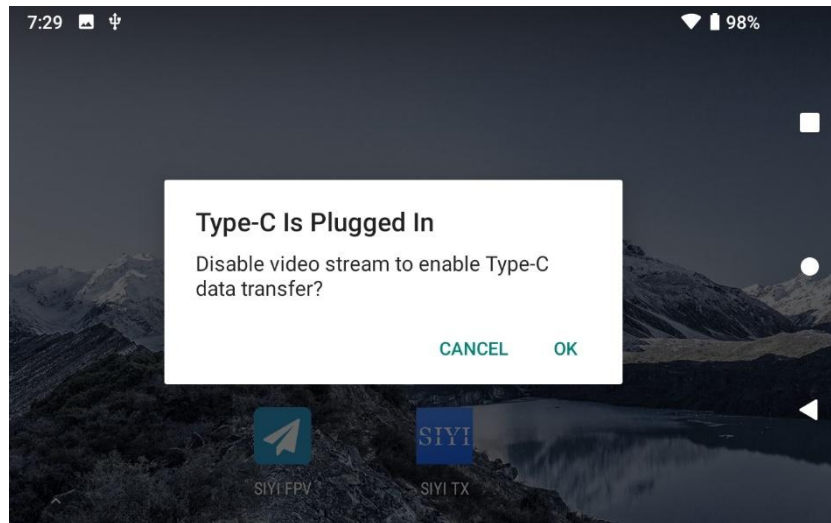 7:29
98%
Type-C Is Plugged In
Disable video stream to enable Type-C
data transfer?
CANCEL OK
SIYI
SIYI FPV SIYI TX